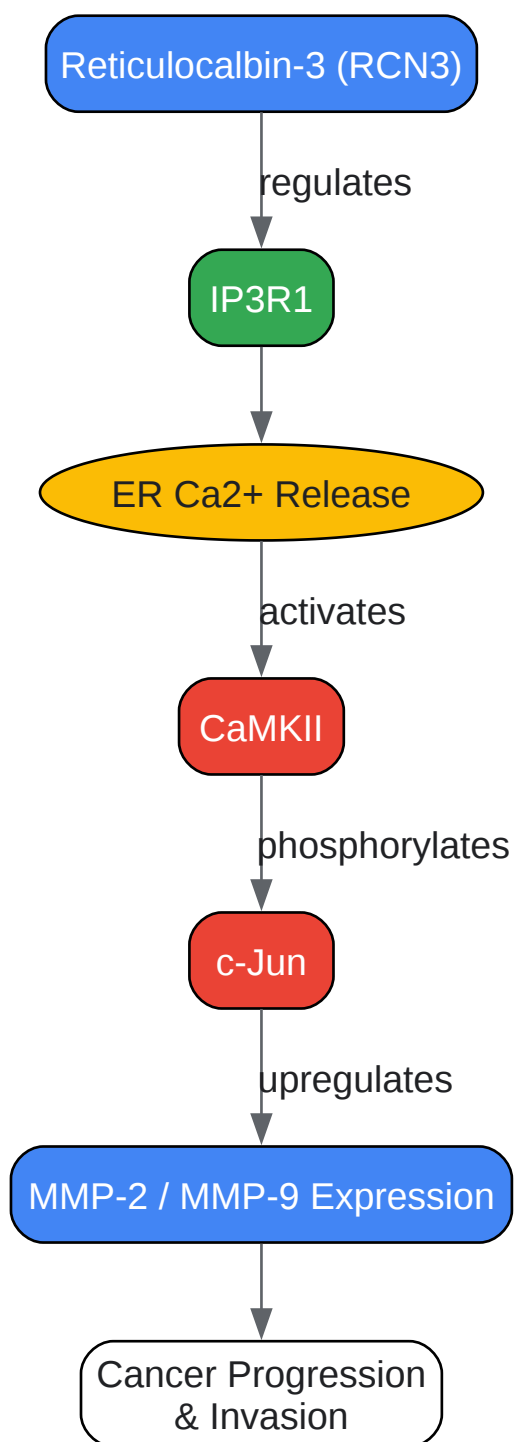 Reticulocalbin-3 (RCN3)
regulates
IP3R1
ER Ca2+ Release
activates
CaMKII
phosphorylates
c-Jun
upregulates
MMP-2 / MMP-9 Expression
Cancer Progression
& Invasion